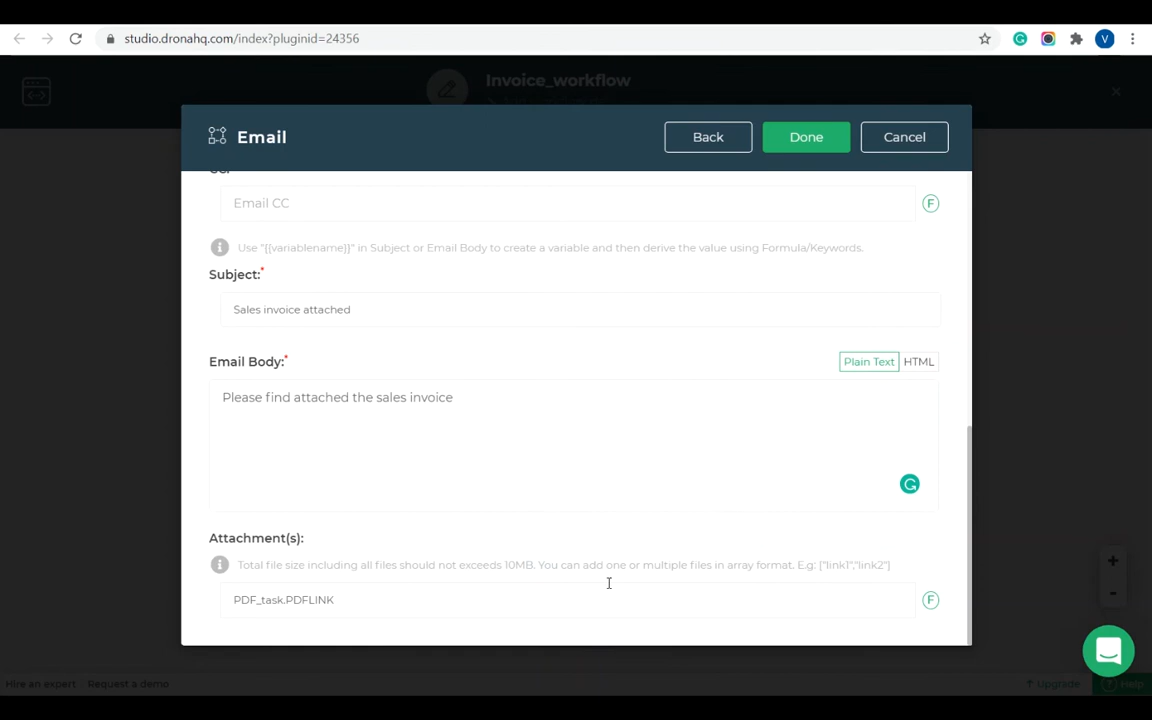 studio.dronahq.com/index?pluginid=24356
V
Invoice_workflow
Email
Back
Done
Cancel
CC:
Email CC
F
Use "{{variablename}}" in Subject or Email Body to create a variable and then derive the value using Formula/Keywords.
Subject:*
Sales invoice attached
Email Body:*
Plain Text
HTML
Please find attached the sales invoice
Attachment(s):
Total file size including all files should not exceeds 10MB. You can add one or multiple files in array format. E.g: ["link1","link2"]
PDF_task.PDFLINK
F
Hire an expert
Request a demo
Upgrade
Help